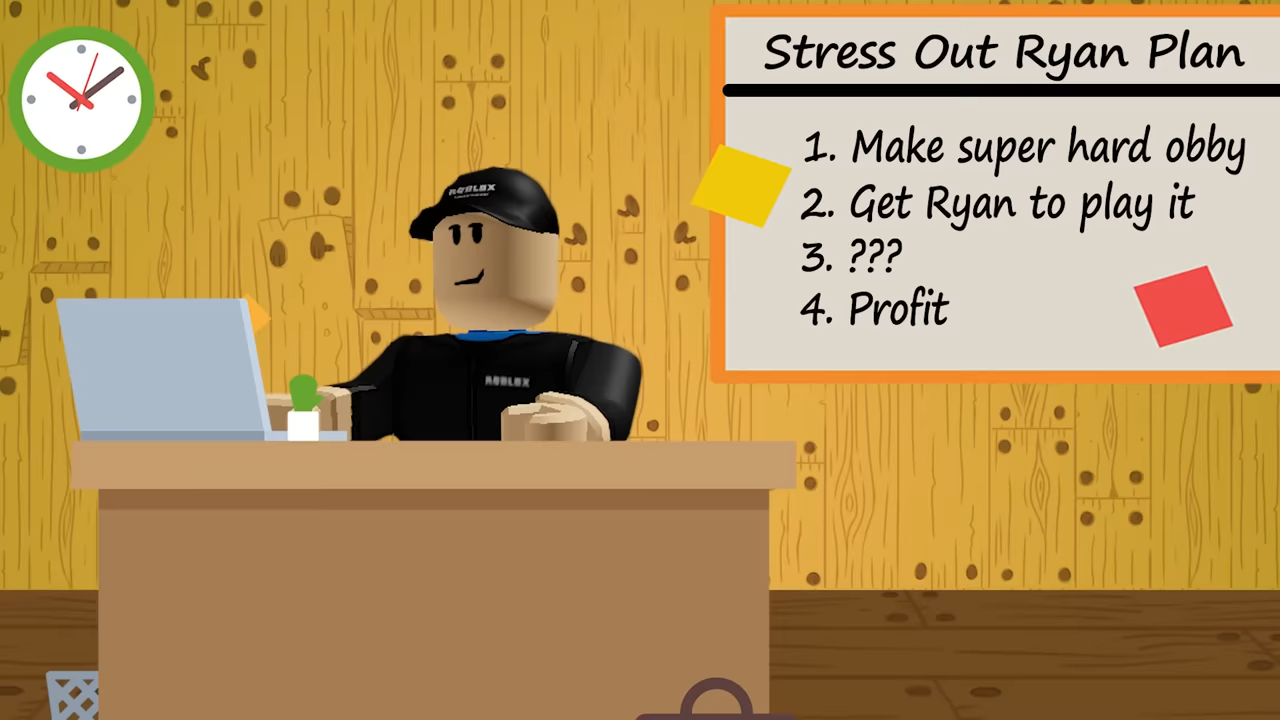 Stress Out Ryan Plan
1. Make super hard obby
2. Get Ryan to play it
3. ???
4. Profit
ROBLOX
ROBLOX